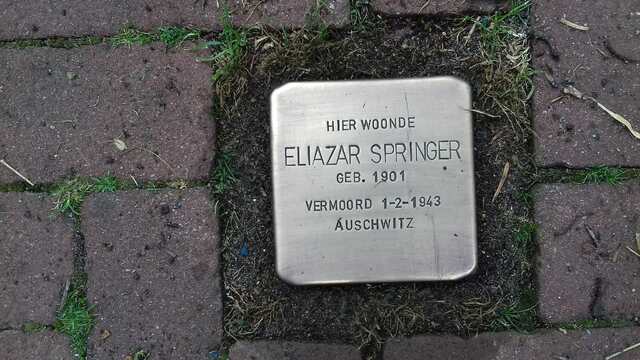 HIER WOONDE
ELIAZAR SPRINGER
GEB. 1901
VERMOORD 1-2-1943
AUSCHWITZ